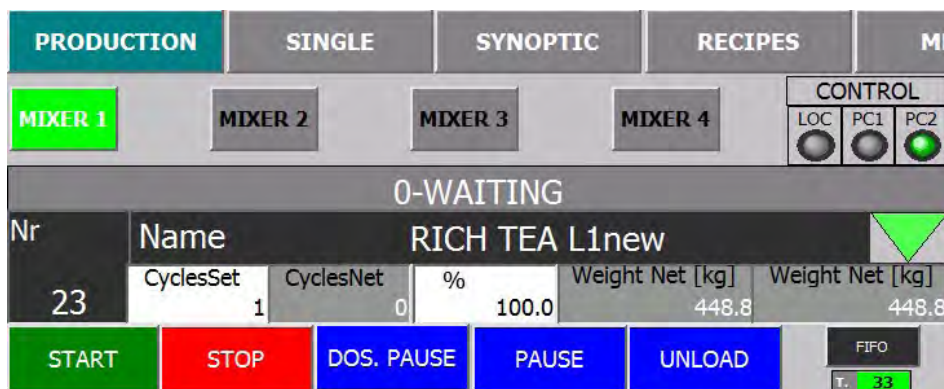 PRODUCTION SINGLE SYNOPTIC RECIPES
MIXER 1 MIXER 2 MIXER 3 MIXER 4 CONTROL
LOC PC1 PC2
0-WAITING
Nr Name RICH TEA L1new
CyclesSet CyclesNet % Weight Net [kg] Weight Net [kg]
23 1 0 100.0 448.8 448.8
START STOP DOS. PAUSE PAUSE UNLOAD FIFO
T. 33